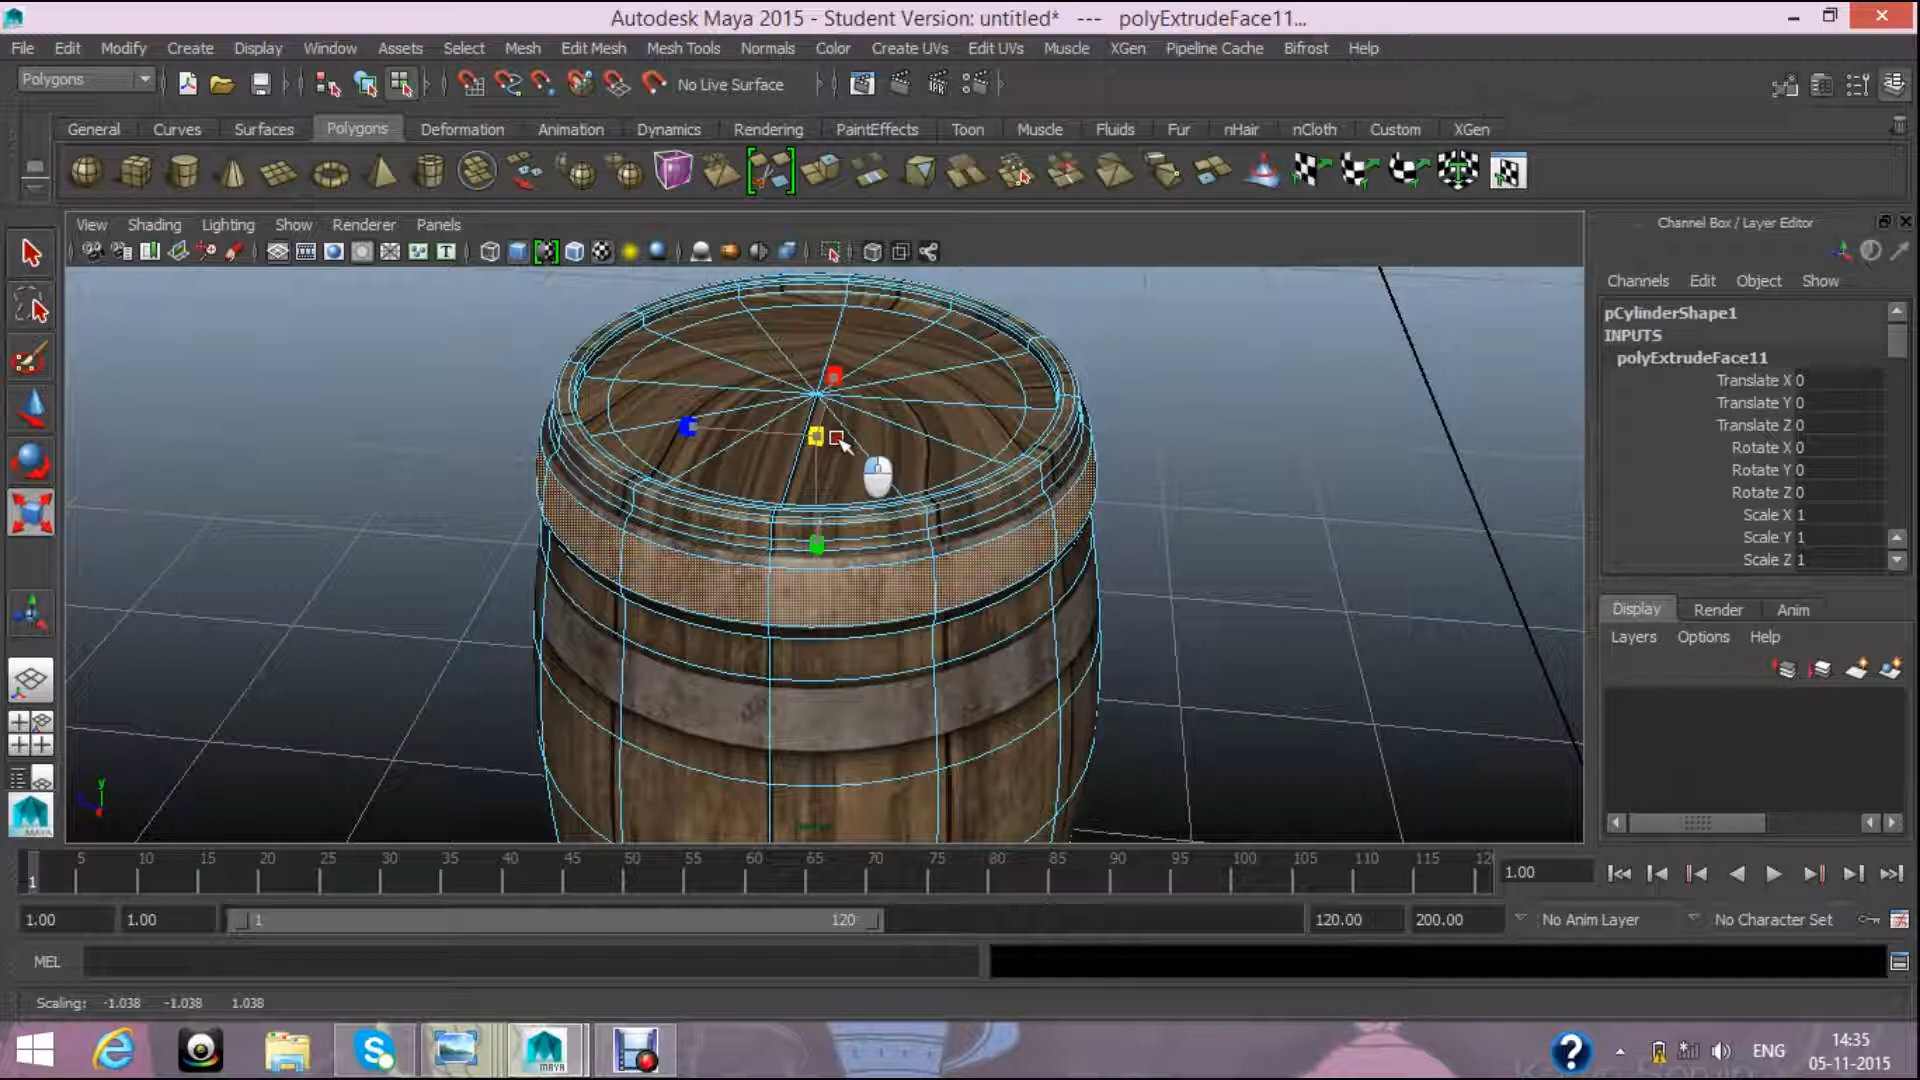 Autodesk Maya 2015 - Student Version: untitled* --- polyExtrudeFace11...
File Edit Modify Create Display Window Assets Select Mesh Edit Mesh Mesh Tools Normals Color Create UVs Edit UVs Muscle XGen Pipeline Cache Bifrost Help
Polygons
No Live Surface
General Curves Surfaces Polygons Deformation Animation Dynamics Rendering PaintEffects Toon Muscle Fluids Fur nHair nCloth Custom XGen
View Shading Lighting Show Renderer Panels
Channel Box / Layer Editor
Channels Edit Object Show
pCylinderShape1
INPUTS
polyExtrudeFace11
Translate X 0
Translate Y 0
Translate Z 0
Rotate X 0
Rotate Y 0
Rotate Z 0
Scale X 1
Scale Y 1
Scale Z 1
Display Render Anim
Layers Options Help
y
MAYA
5 10 15 20 25 30 35 40 45 50 55 60 65 70 75 80 85 90 95 100 105 110 115 12
1
1.00
1.00 1.00 1 120 120.00 200.00 No Anim Layer No Character Set
MEL
Scaling: -1.038 -1.038 1.038
MAYA
ENG
14:35
05-11-2015